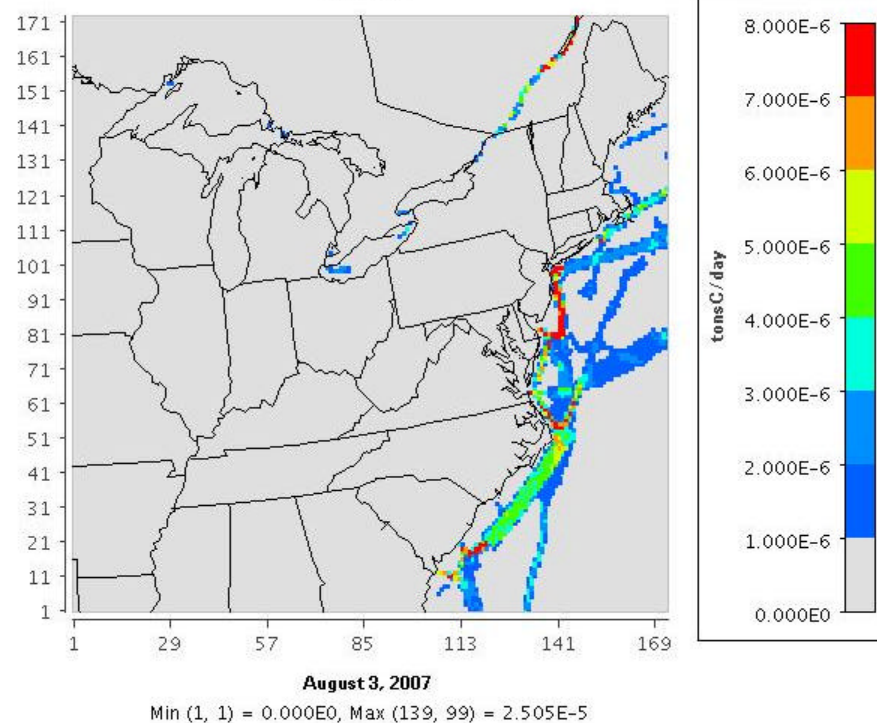 171
161
151
141
131
121
111
101
91
81
71
61
51
41
31
21
11
1
1 29 57 85 113 141 169
August 3, 2007
Min (1, 1) = 0.000E0, Max (139, 99) = 2.505E-5
tonsC/day
8.000E-6
7.000E-6
6.000E-6
5.000E-6
4.000E-6
3.000E-6
2.000E-6
1.000E-6
0.000E0